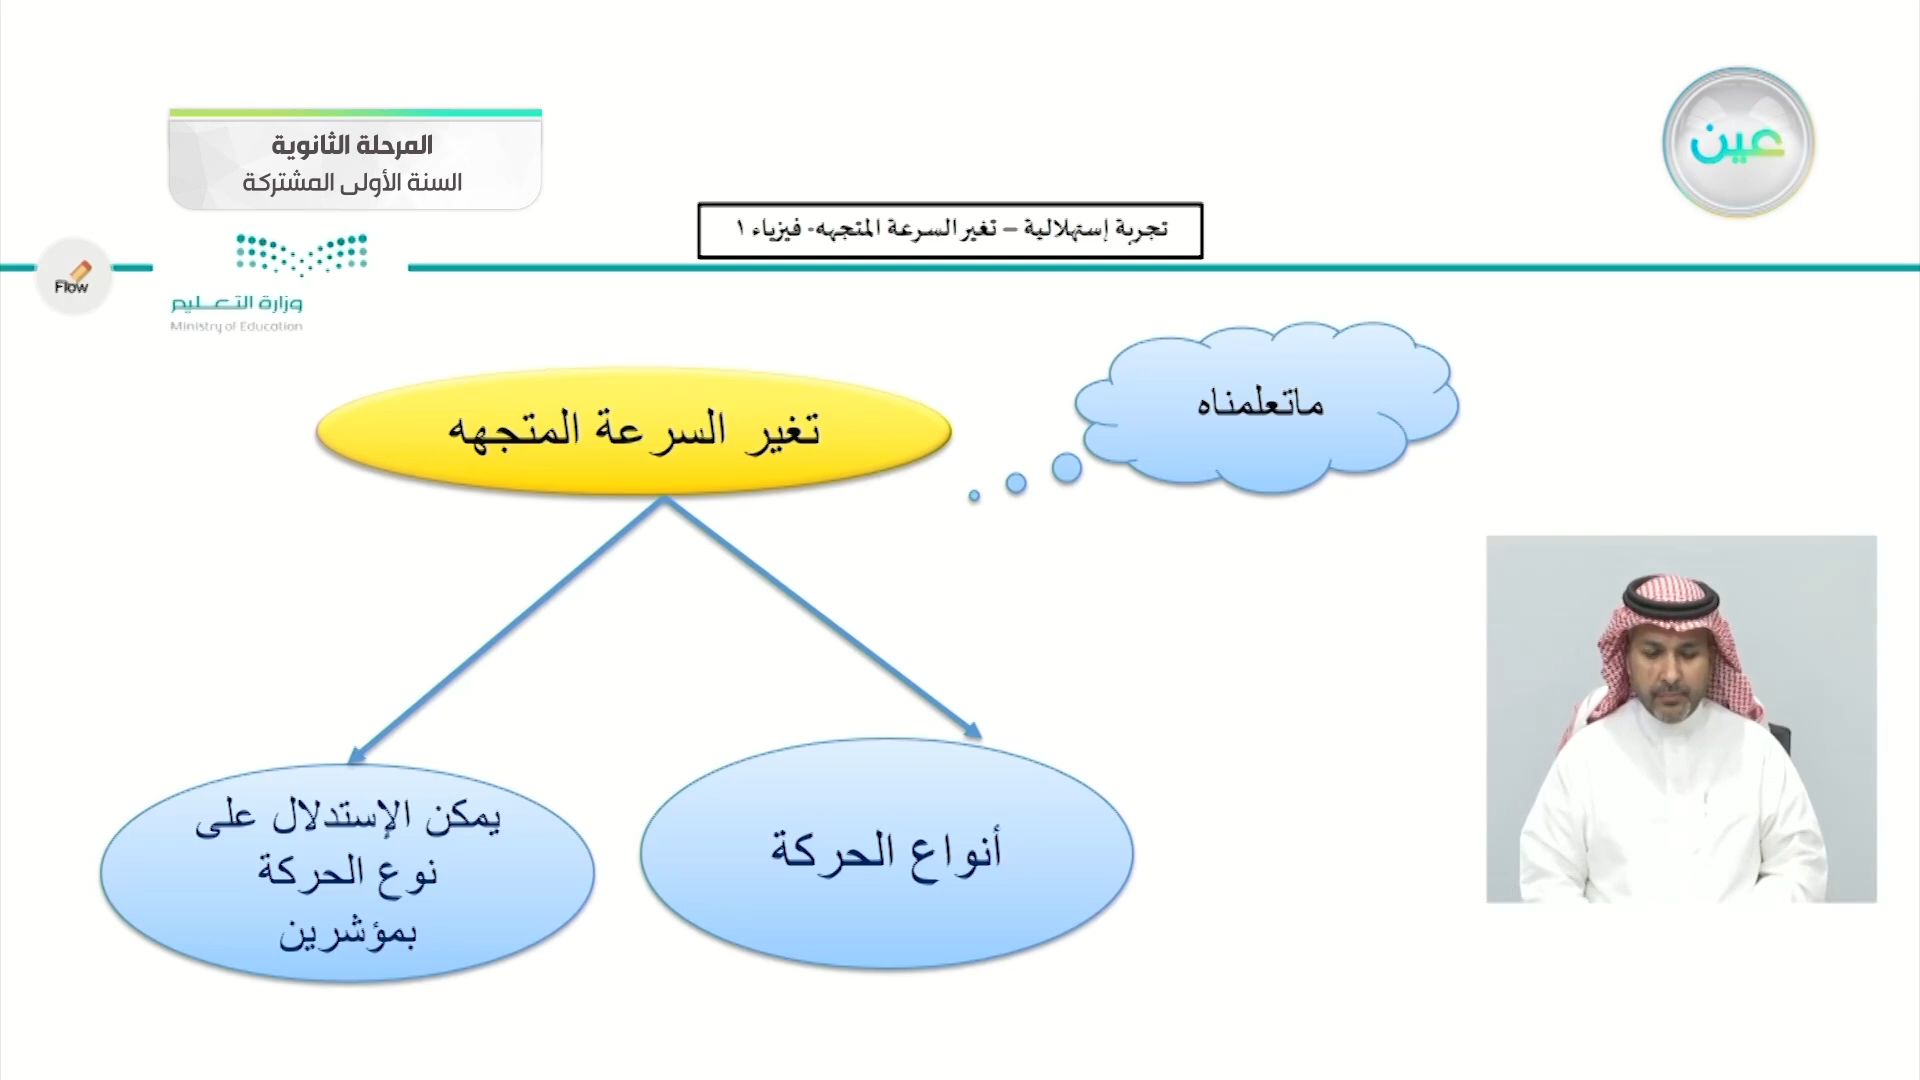 المرحلة الثانوية
السنة الأولى المشتركة
عين
تجربة إستهلالية – تغير السرعة المتجهه- فيزياء ١
Flow
وزارة التعليم
Ministry of Education
ماتعلمناه
تغير السرعة المتجهه
أنواع الحركة
يمكن الإستدلال على
نوع الحركة
بمؤشرين